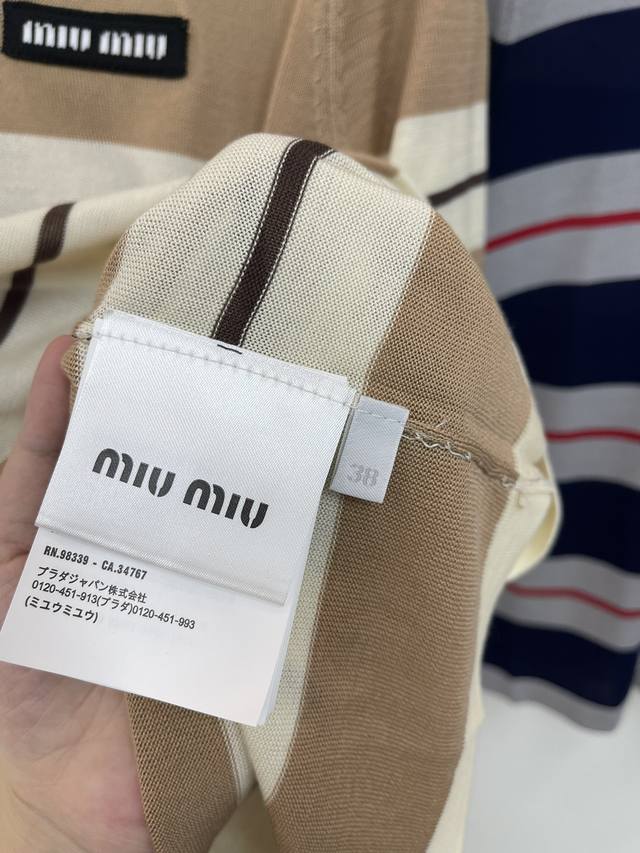 miu miu
miu miu
38
RN.98339 - CA.34767
プラダジャパン株式会社
0120-451-913(プラダ)0120-451-993
(ミュウミュウ)